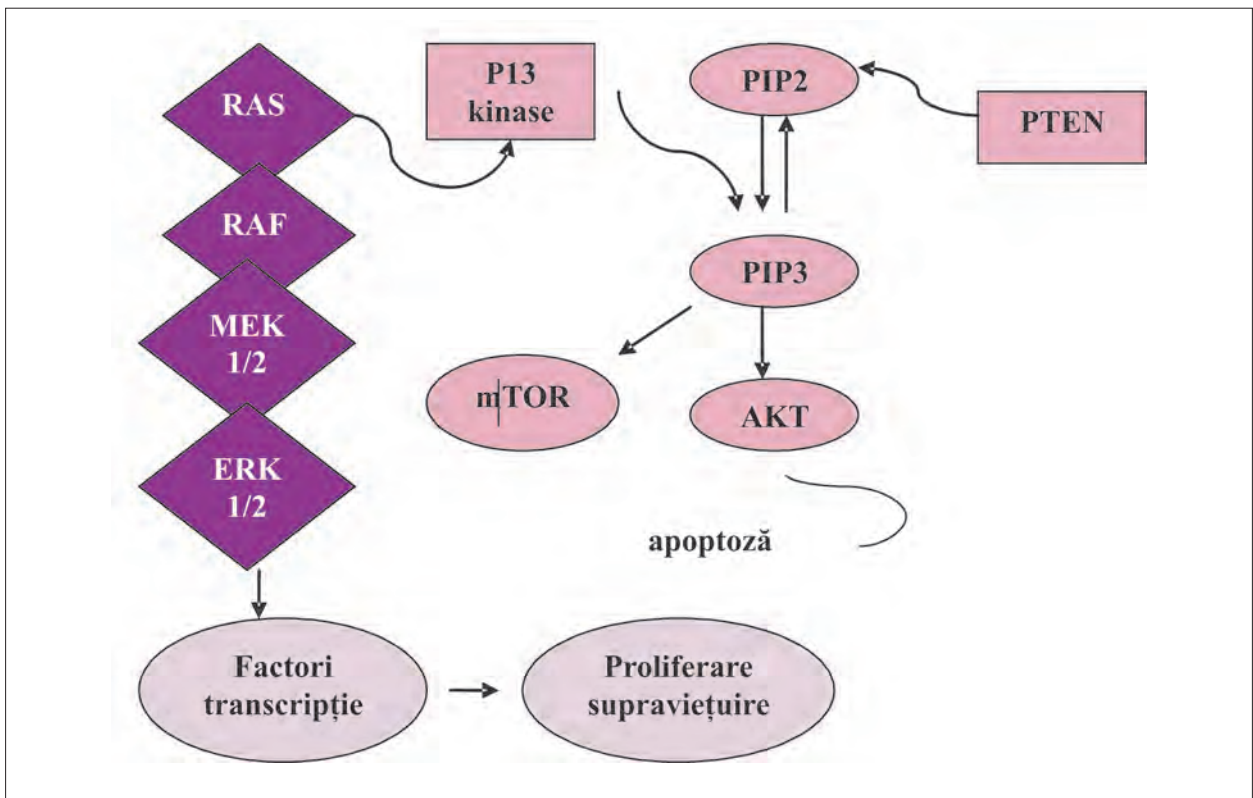 RAS
P13
kinase
PIP2
PTEN
RAF
PIP3
MEK
1/2
mTOR
AKT
ERK
1/2
apoptoză
Factori
transcripție
Proliferare
supraviețuire